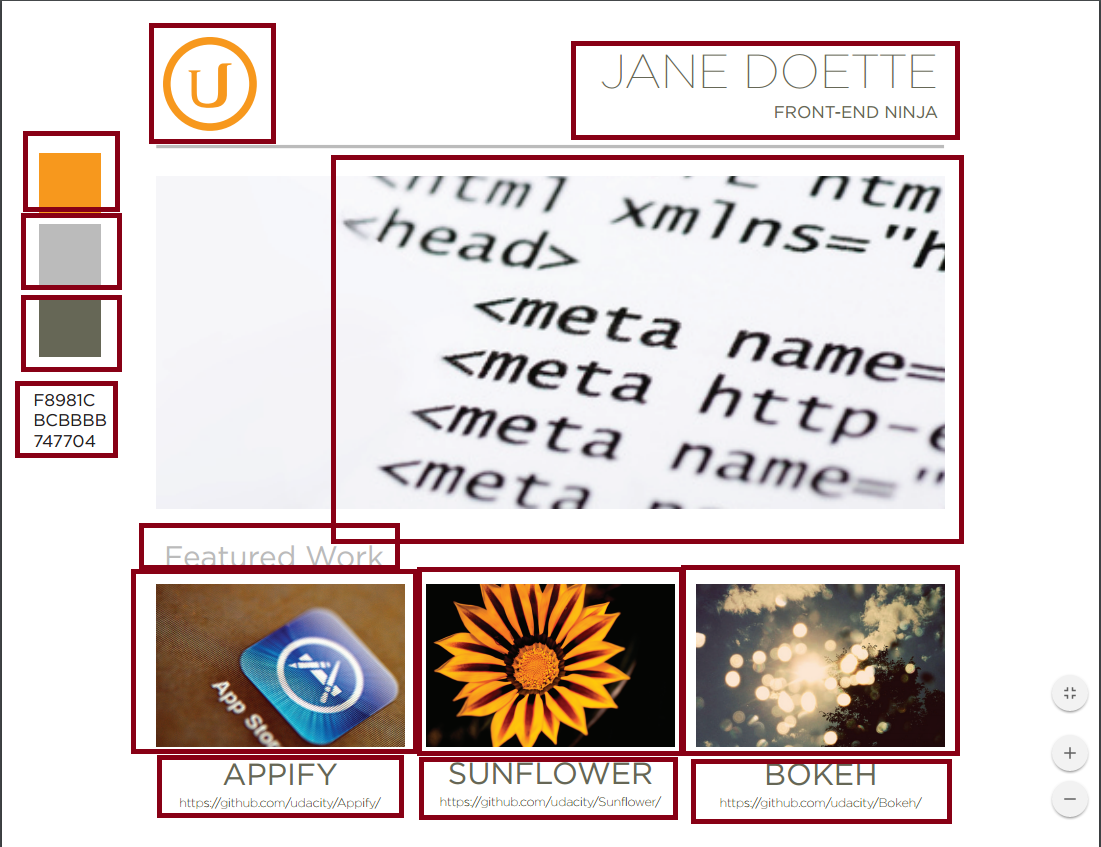 U
JANE DOETTE
FRONT-END NINJA
<html
htm
xmlns="h
<head>
<meta name=
<meta http-e
<meta name="
<meta
F8981C
BCBBBB
747704
Featured Work
App Stor
APPIFY
https://github.com/udacity/Appify/
SUNFLOWER
https://github.com/udacity/Sunflower/
BOKEH
https://github.com/udacity/Bokeh/